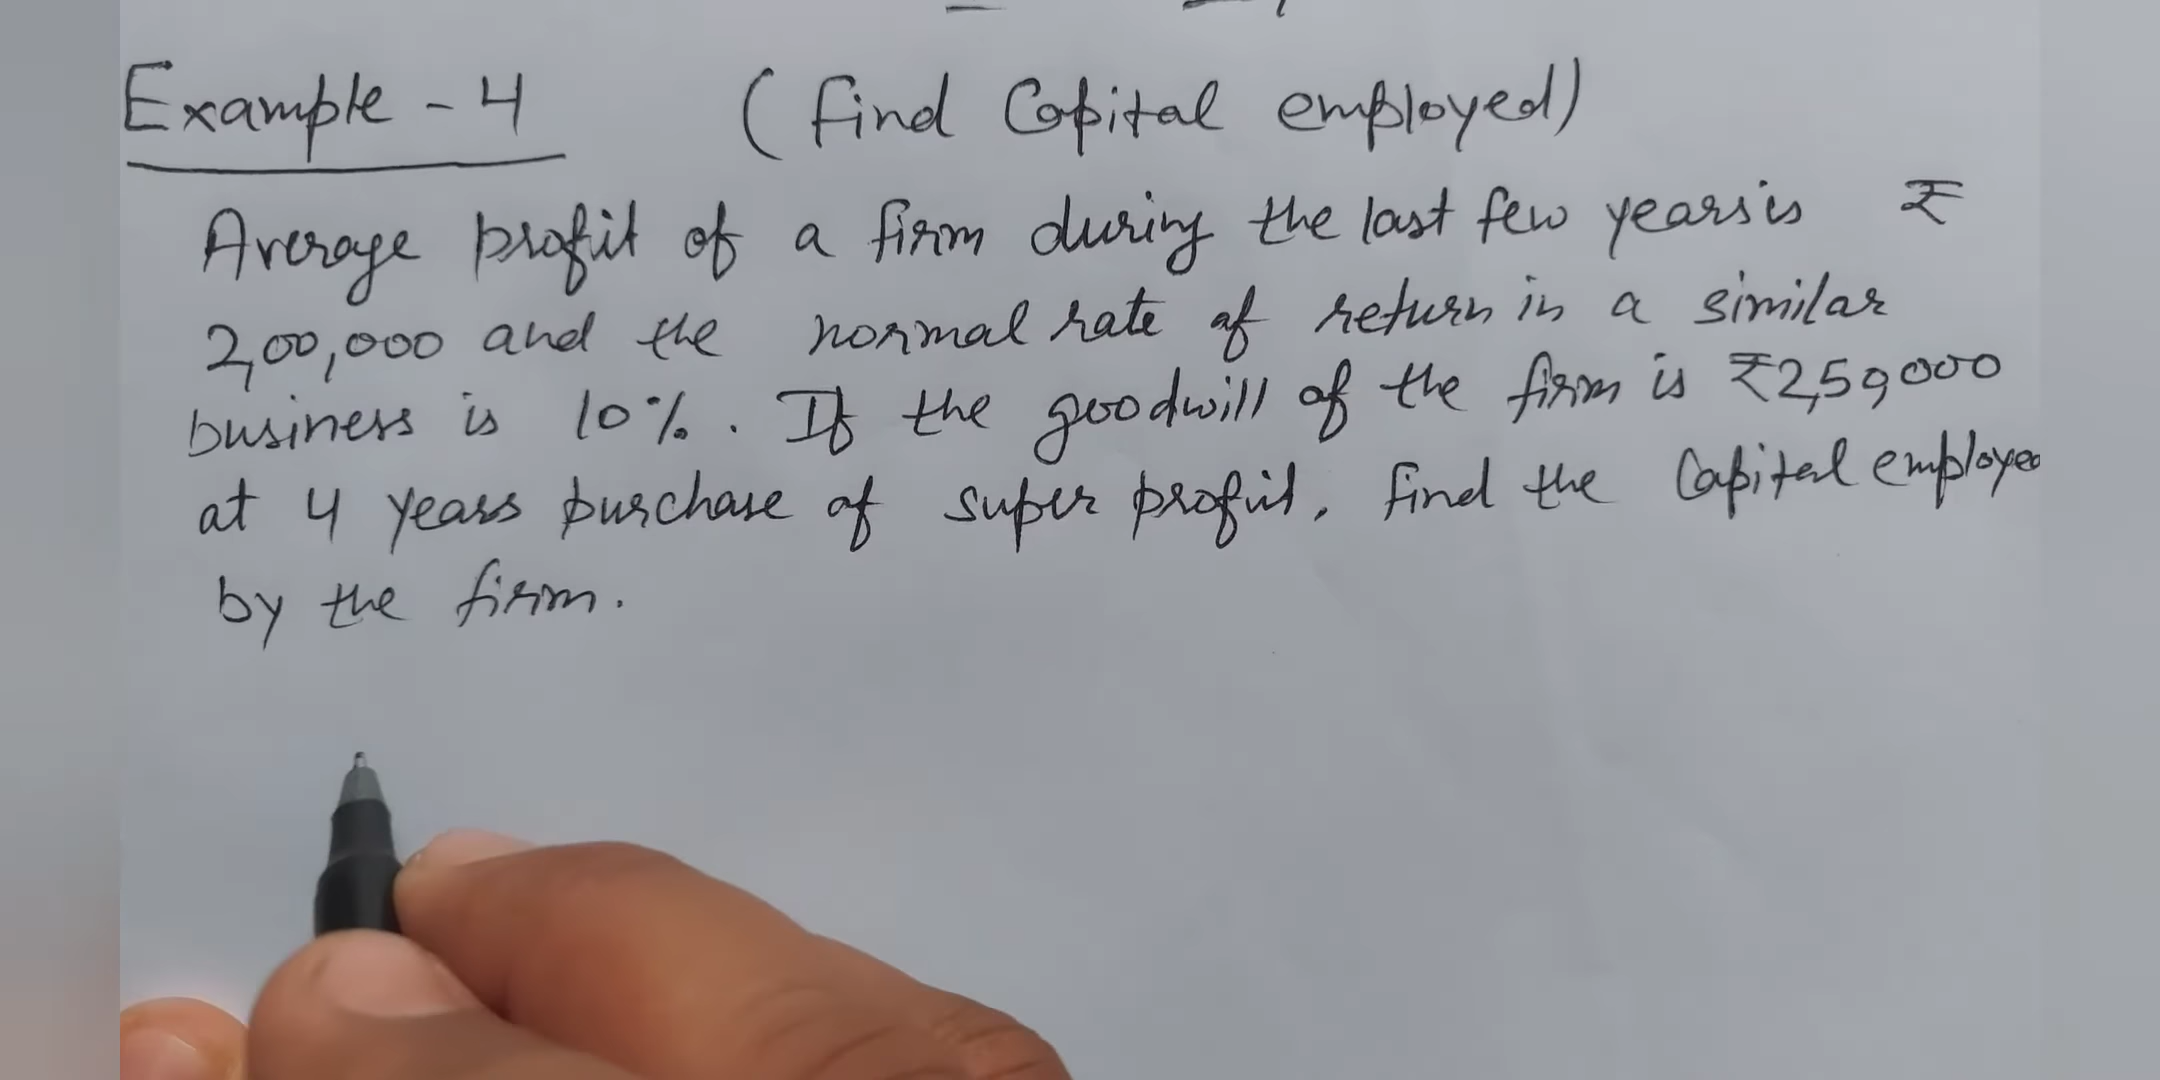 Example - 4 (find Capital employed)
Average profit of a firm during the last few years is ₹
2,00,000 and the normal rate of return in a similar
business is 10%. If the goodwill of the firm is ₹2,50,000
at 4 years purchase of super profit, find the Capital employed
by the firm.